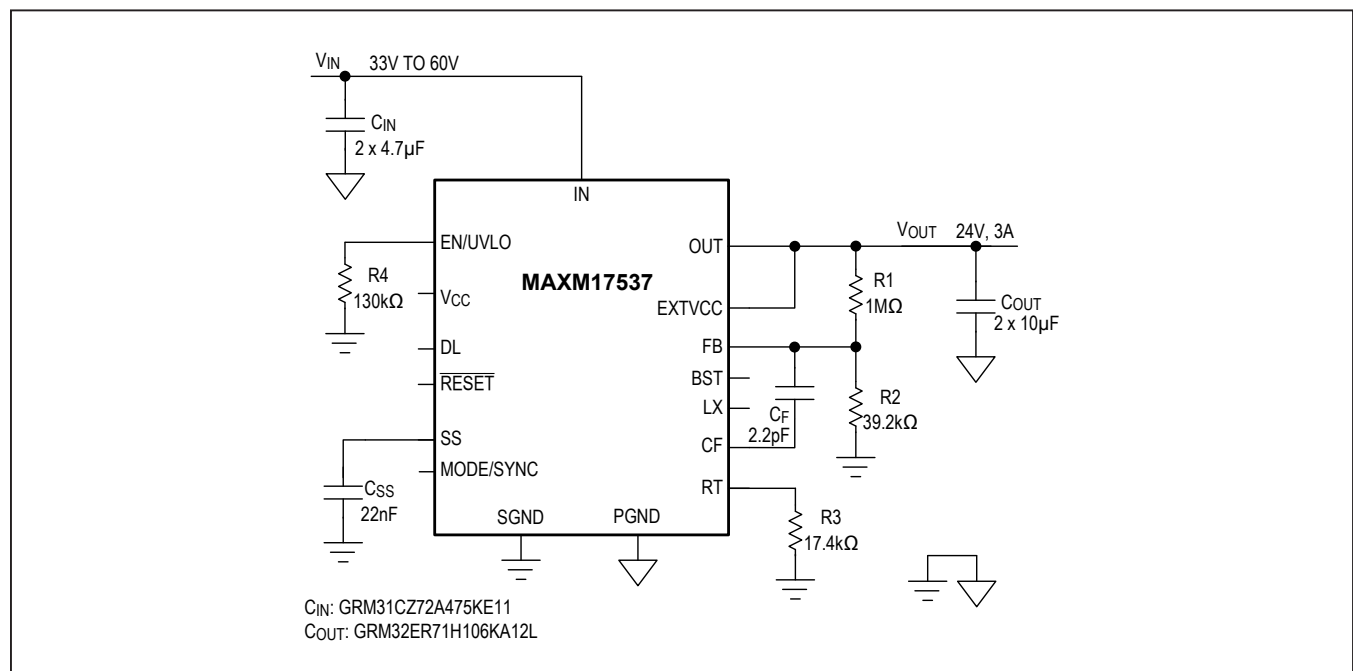 VIN 33V TO 60V
CIN
2 x 4.7µF
IN
EN/UVLO
OUT
VOUT 24V, 3A
R4
130kΩ
MAXM17537
R1
1MΩ
VCC
EXTVCC
COUT
2 x 10µF
DL
FB
RESET
BST
LX
CF
2.2pF
R2
39.2kΩ
SS
CF
MODE/SYNC
RT
CSS
22nF
SGND
PGND
R3
17.4kΩ
CIN: GRM31CZ72A475KE11
COUT: GRM32ER71H106KA12L